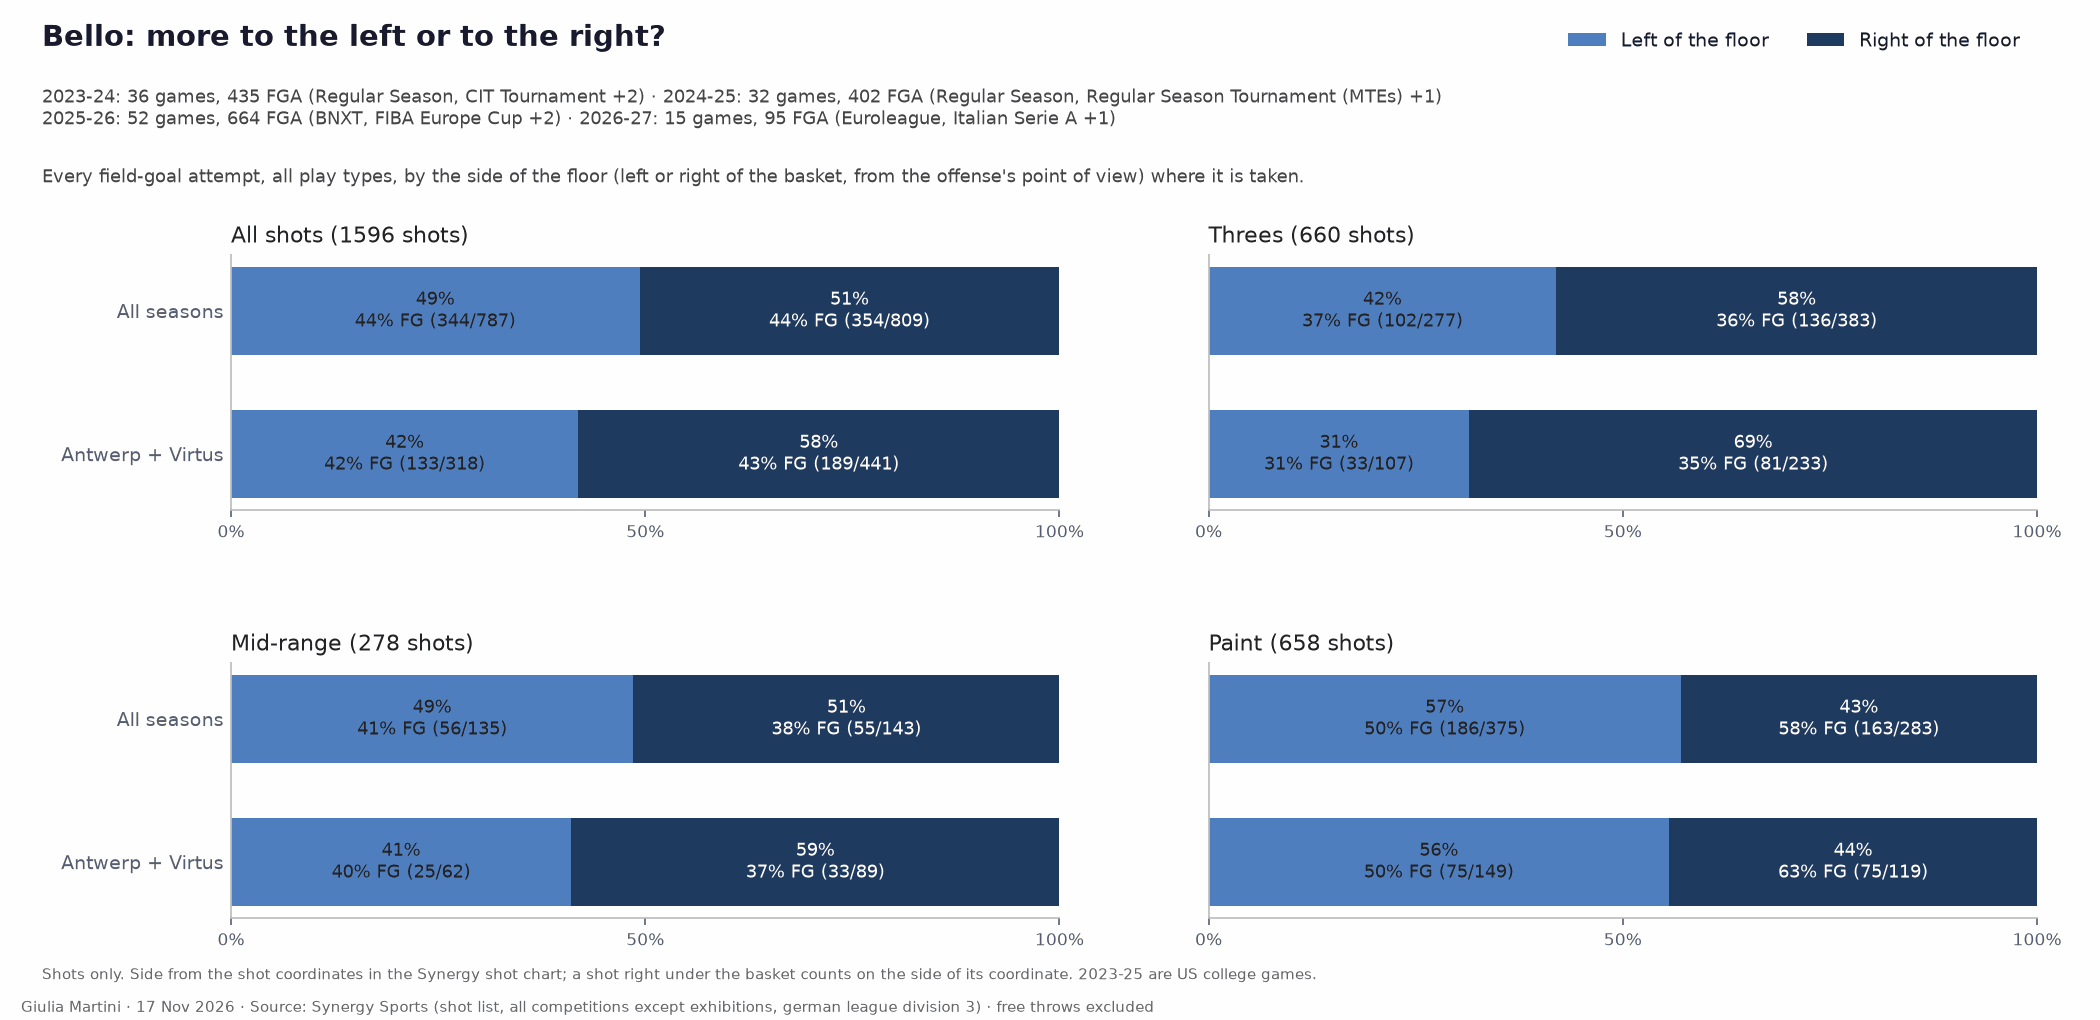 Bello: more to the left or to the right?
Left of the floor
Right of the floor
2023-24: 36 games, 435 FGA (Regular Season, CIT Tournament +2) · 2024-25: 32 games, 402 FGA (Regular Season, Regular Season Tournament (MTEs) +1)
2025-26: 52 games, 664 FGA (BNXT, FIBA Europe Cup +2) · 2026-27: 15 games, 95 FGA (Euroleague, Italian Serie A +1)
Every field-goal attempt, all play types, by the side of the floor (left or right of the basket, from the offense's point of view) where it is taken.
All shots (1596 shots)
All seasons
49%
44% FG (344/787)
51%
44% FG (354/809)
Antwerp + Virtus
42%
42% FG (133/318)
58%
43% FG (189/441)
0%
50%
100%
Threes (660 shots)
42%
37% FG (102/277)
58%
36% FG (136/383)
31%
31% FG (33/107)
69%
35% FG (81/233)
0%
50%
100%
Mid-range (278 shots)
All seasons
49%
41% FG (56/135)
51%
38% FG (55/143)
Antwerp + Virtus
41%
40% FG (25/62)
59%
37% FG (33/89)
0%
50%
100%
Paint (658 shots)
57%
50% FG (186/375)
43%
58% FG (163/283)
56%
50% FG (75/149)
44%
63% FG (75/119)
0%
50%
100%
Shots only. Side from the shot coordinates in the Synergy shot chart; a shot right under the basket counts on the side of its coordinate. 2023-25 are US college games.
Giulia Martini · 17 Nov 2026 · Source: Synergy Sports (shot list, all competitions except exhibitions, german league division 3) · free throws excluded